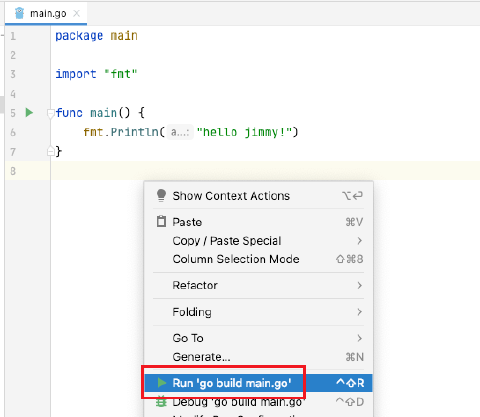 main.go
1 package main
2
3 import "fmt"
4
5 func main() {
6 fmt.Println( a...: "hello jimmy!")
7 }
8
Show Context Actions ⌥⏎
Paste ⌘V
Copy / Paste Special >
Column Selection Mode ⇧⌘8
Refactor >
Folding >
Go To >
Generate... ⌘N
Run 'go build main.go' ^⇧R
Debug 'go build main.go' ^⇧D